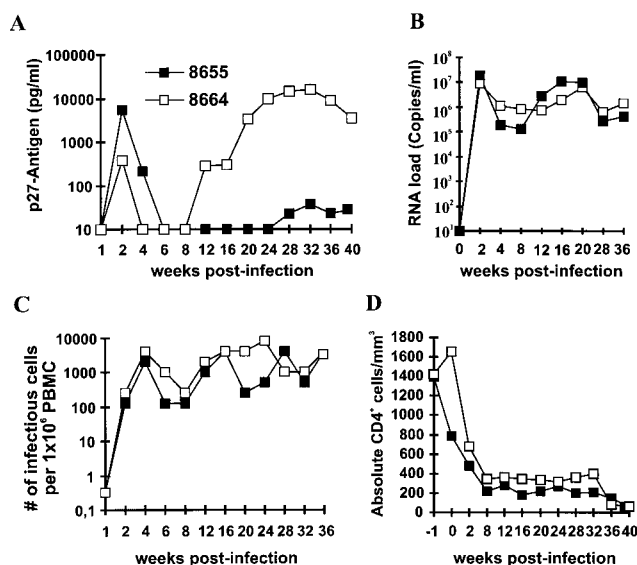 A
p27-Antigen (pg/ml)
100000
10000
1000
100
10
8655
8664
1 2 4 6 8 12 16 20 24 28 32 36 40
weeks post-infection
B
RNA load (Copies/ml)
10⁸
10⁷
10⁶
10⁵
10⁴
10³
10²
10¹
0 2 4 8 12 16 20 28 36
weeks post-infection
C
# of infectious cells
per 1x10⁶ PBMC
10000
1000
100
10
1
0,1
1 2 4 6 8 12 16 20 24 28 32 36
weeks post-infection
D
Absolute CD4⁺ cells/mm³
1800
1600
1400
1200
1000
800
600
400
200
0
-1 0 2 4 8 12 16 20 24 28 32 36 40
weeks post-infection